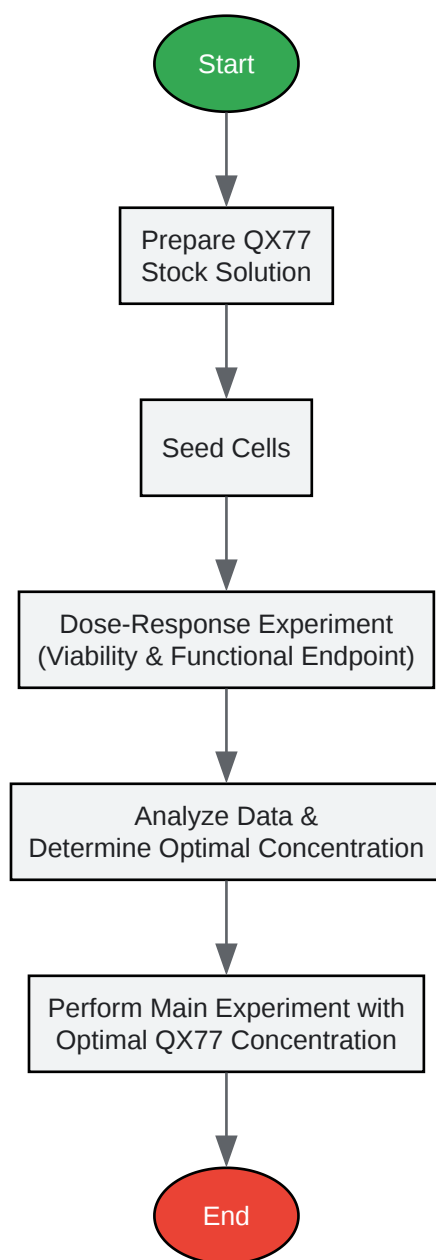 Start
Prepare QX77
Stock Solution
Seed Cells
Dose-Response Experiment
(Viability & Functional Endpoint)
Analyze Data &
Determine Optimal Concentration
Perform Main Experiment with
Optimal QX77 Concentration
End